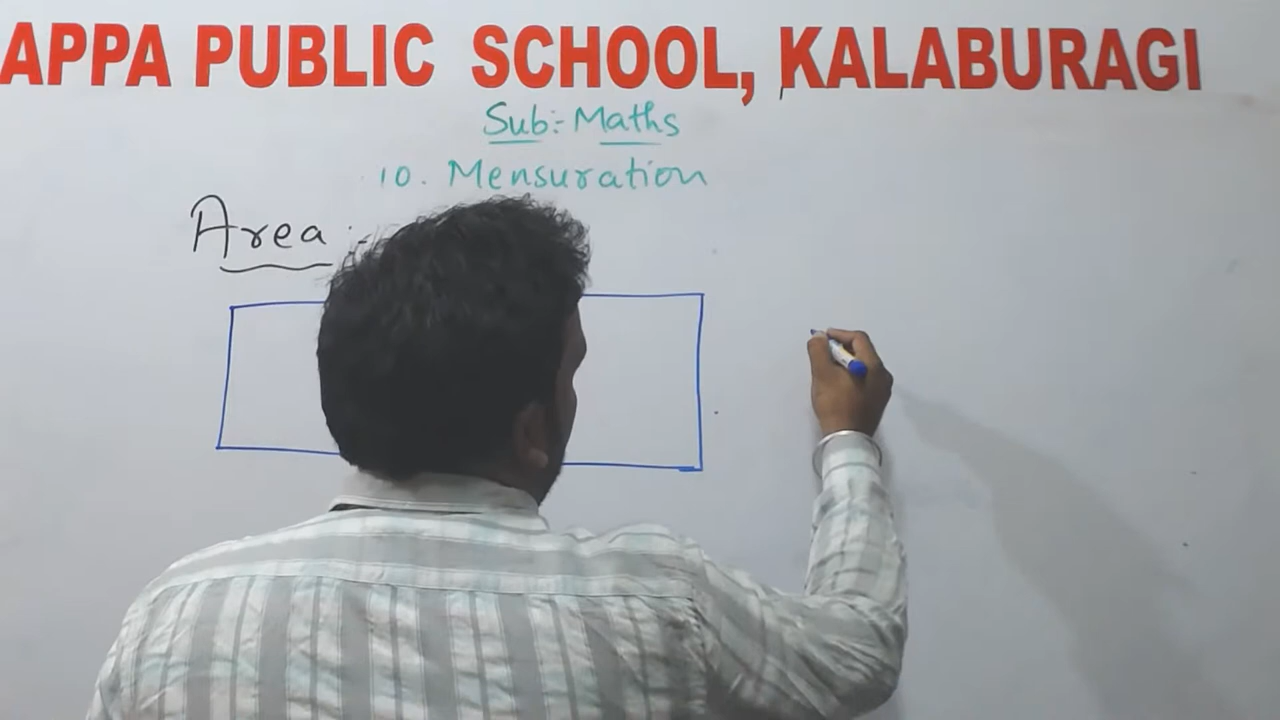 APPA PUBLIC SCHOOL, KALABURAGI
Sub:- Maths
10. Mensuration
Area :-